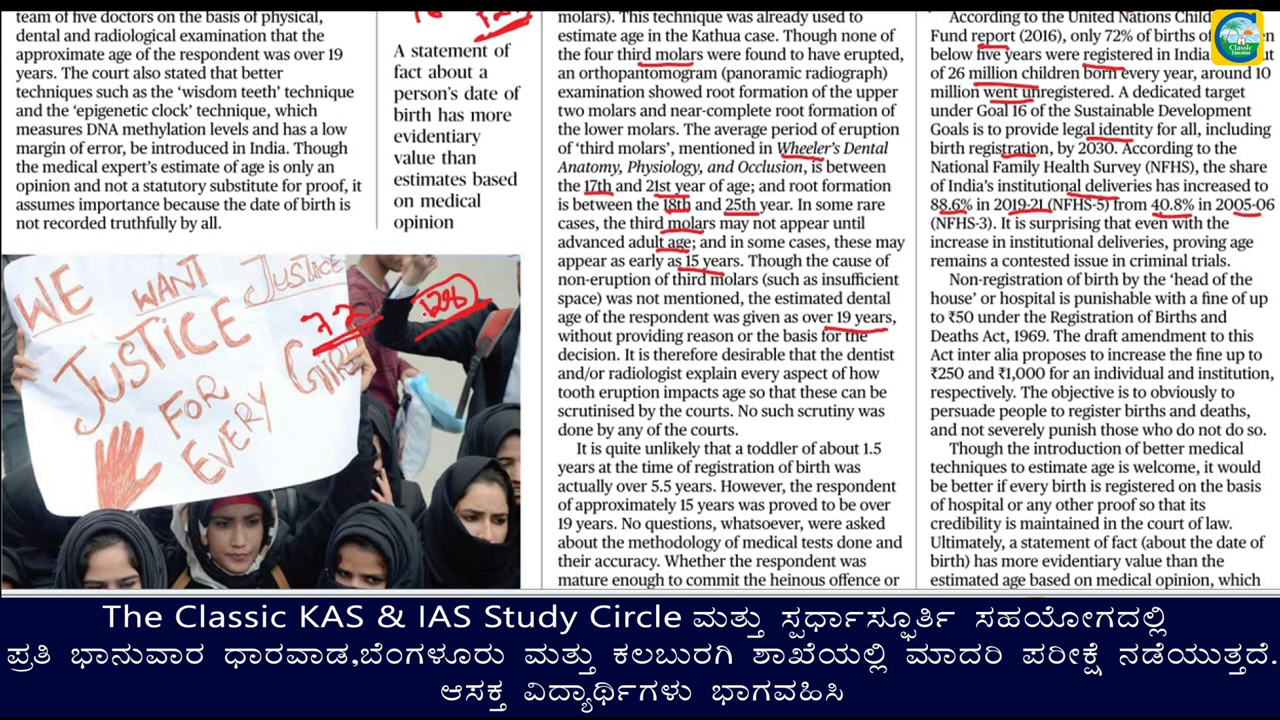 team of five doctors on the basis of physical,
dental and radiological examination that the
approximate age of the respondent was over 19
years. The court also stated that better
techniques such as the ‘wisdom teeth’ technique
and the ‘epigenetic clock’ technique, which
measures DNA methylation levels and has a low
margin of error, be introduced in India. Though
the medical expert’s estimate of age is only an
opinion and not a statutory substitute for proof, it
assumes importance because the date of birth is
not recorded truthfully by all.
A statement of
fact about a
person’s date of
birth has more
evidentiary
value than
estimates based
on medical
opinion
WE WANT JUSTICE
JUSTICE
FOR
EVERY
GIRL
molars). This technique was already used to
estimate age in the Kathua case. Though none of
the four third molars were found to have erupted,
an orthopantomogram (panoramic radiograph)
examination showed root formation of the upper
two molars and near-complete root formation of
the lower molars. The average period of eruption
of ‘third molars’, mentioned in Wheeler’s Dental
Anatomy, Physiology, and Occlusion, is between
the 17th and 21st year of age; and root formation
is between the 18th and 25th year. In some rare
cases, the third molars may not appear until
advanced adult age; and in some cases, these may
appear as early as 15 years. Though the cause of
non-eruption of third molars (such as insufficient
space) was not mentioned, the estimated dental
age of the respondent was given as over 19 years,
without providing reason or the basis for the
decision. It is therefore desirable that the dentist
and/or radiologist explain every aspect of how
tooth eruption impacts age so that these can be
scrutinised by the courts. No such scrutiny was
done by any of the courts.
It is quite unlikely that a toddler of about 1.5
years at the time of registration of birth was
actually over 5.5 years. However, the respondent
of approximately 15 years was proved to be over
19 years. No questions, whatsoever, were asked
about the methodology of medical tests done and
their accuracy. Whether the respondent was
mature enough to commit the heinous offence or
According to the United Nations
Fund report (2016), only 72% of births of
below five years were registered in India
of 26 million children born every year, around 10
million went unregistered. A dedicated target
under Goal 16 of the Sustainable Development
Goals is to provide legal identity for all, including
birth registration, by 2030. According to the
National Family Health Survey (NFHS), the share
of India’s institutional deliveries has increased to
88.6% in 2019-21 (NFHS-5) from 40.8% in 2005-06
(NFHS-3). It is surprising that even with the
increase in institutional deliveries, proving age
remains a contested issue in criminal trials.
Non-registration of birth by the ‘head of the
house’ or hospital is punishable with a fine of up
to ₹50 under the Registration of Births and
Deaths Act, 1969. The draft amendment to this
Act inter alia proposes to increase the fine up to
₹250 and ₹1,000 for an individual and institution,
respectively. The objective is to obviously to
persuade people to register births and deaths,
and not severely punish those who do not do so.
Though the introduction of better medical
techniques to estimate age is welcome, it would
be better if every birth is registered on the basis
of hospital or any other proof so that its
credibility is maintained in the court of law.
Ultimately, a statement of fact (about the date of
birth) has more evidentiary value than the
estimated age based on medical opinion, which
Classic
Education
The Classic KAS & IAS Study Circle ಮತ್ತು ಸ್ಪರ್ಧಾಸ್ಫೂರ್ತಿ ಸಹಯೋಗದಲ್ಲಿ
ಪ್ರತಿ ಭಾನುವಾರ ಧಾರವಾಡ,ಬೆಂಗಳೂರು ಮತ್ತು ಕಲಬುರಗಿ ಶಾಖೆಯಲ್ಲಿ ಮಾದರಿ ಪರೀಕ್ಷೆ ನಡೆಯುತ್ತದೆ.
ಆಸಕ್ತ ವಿದ್ಯಾರ್ಥಿಗಳು ಭಾಗವಹಿಸಿ